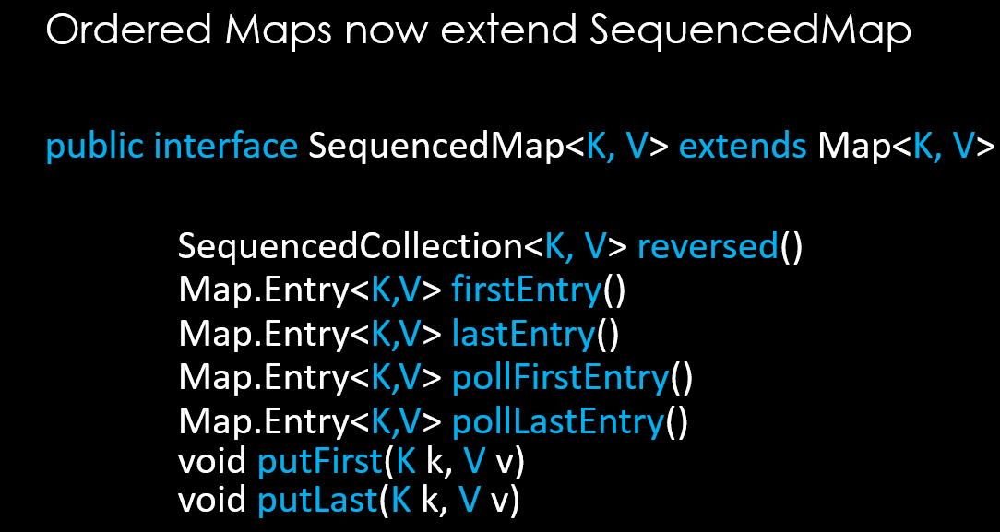 Ordered Maps now extend SequencedMap
public interface SequencedMap<K, V> extends Map<K, V>
SequencedCollection<K, V> reversed()
Map.Entry<K,V> firstEntry()
Map.Entry<K,V> lastEntry()
Map.Entry<K,V> pollFirstEntry()
Map.Entry<K,V> pollLastEntry()
void putFirst(K k, V v)
void putLast(K k, V v)